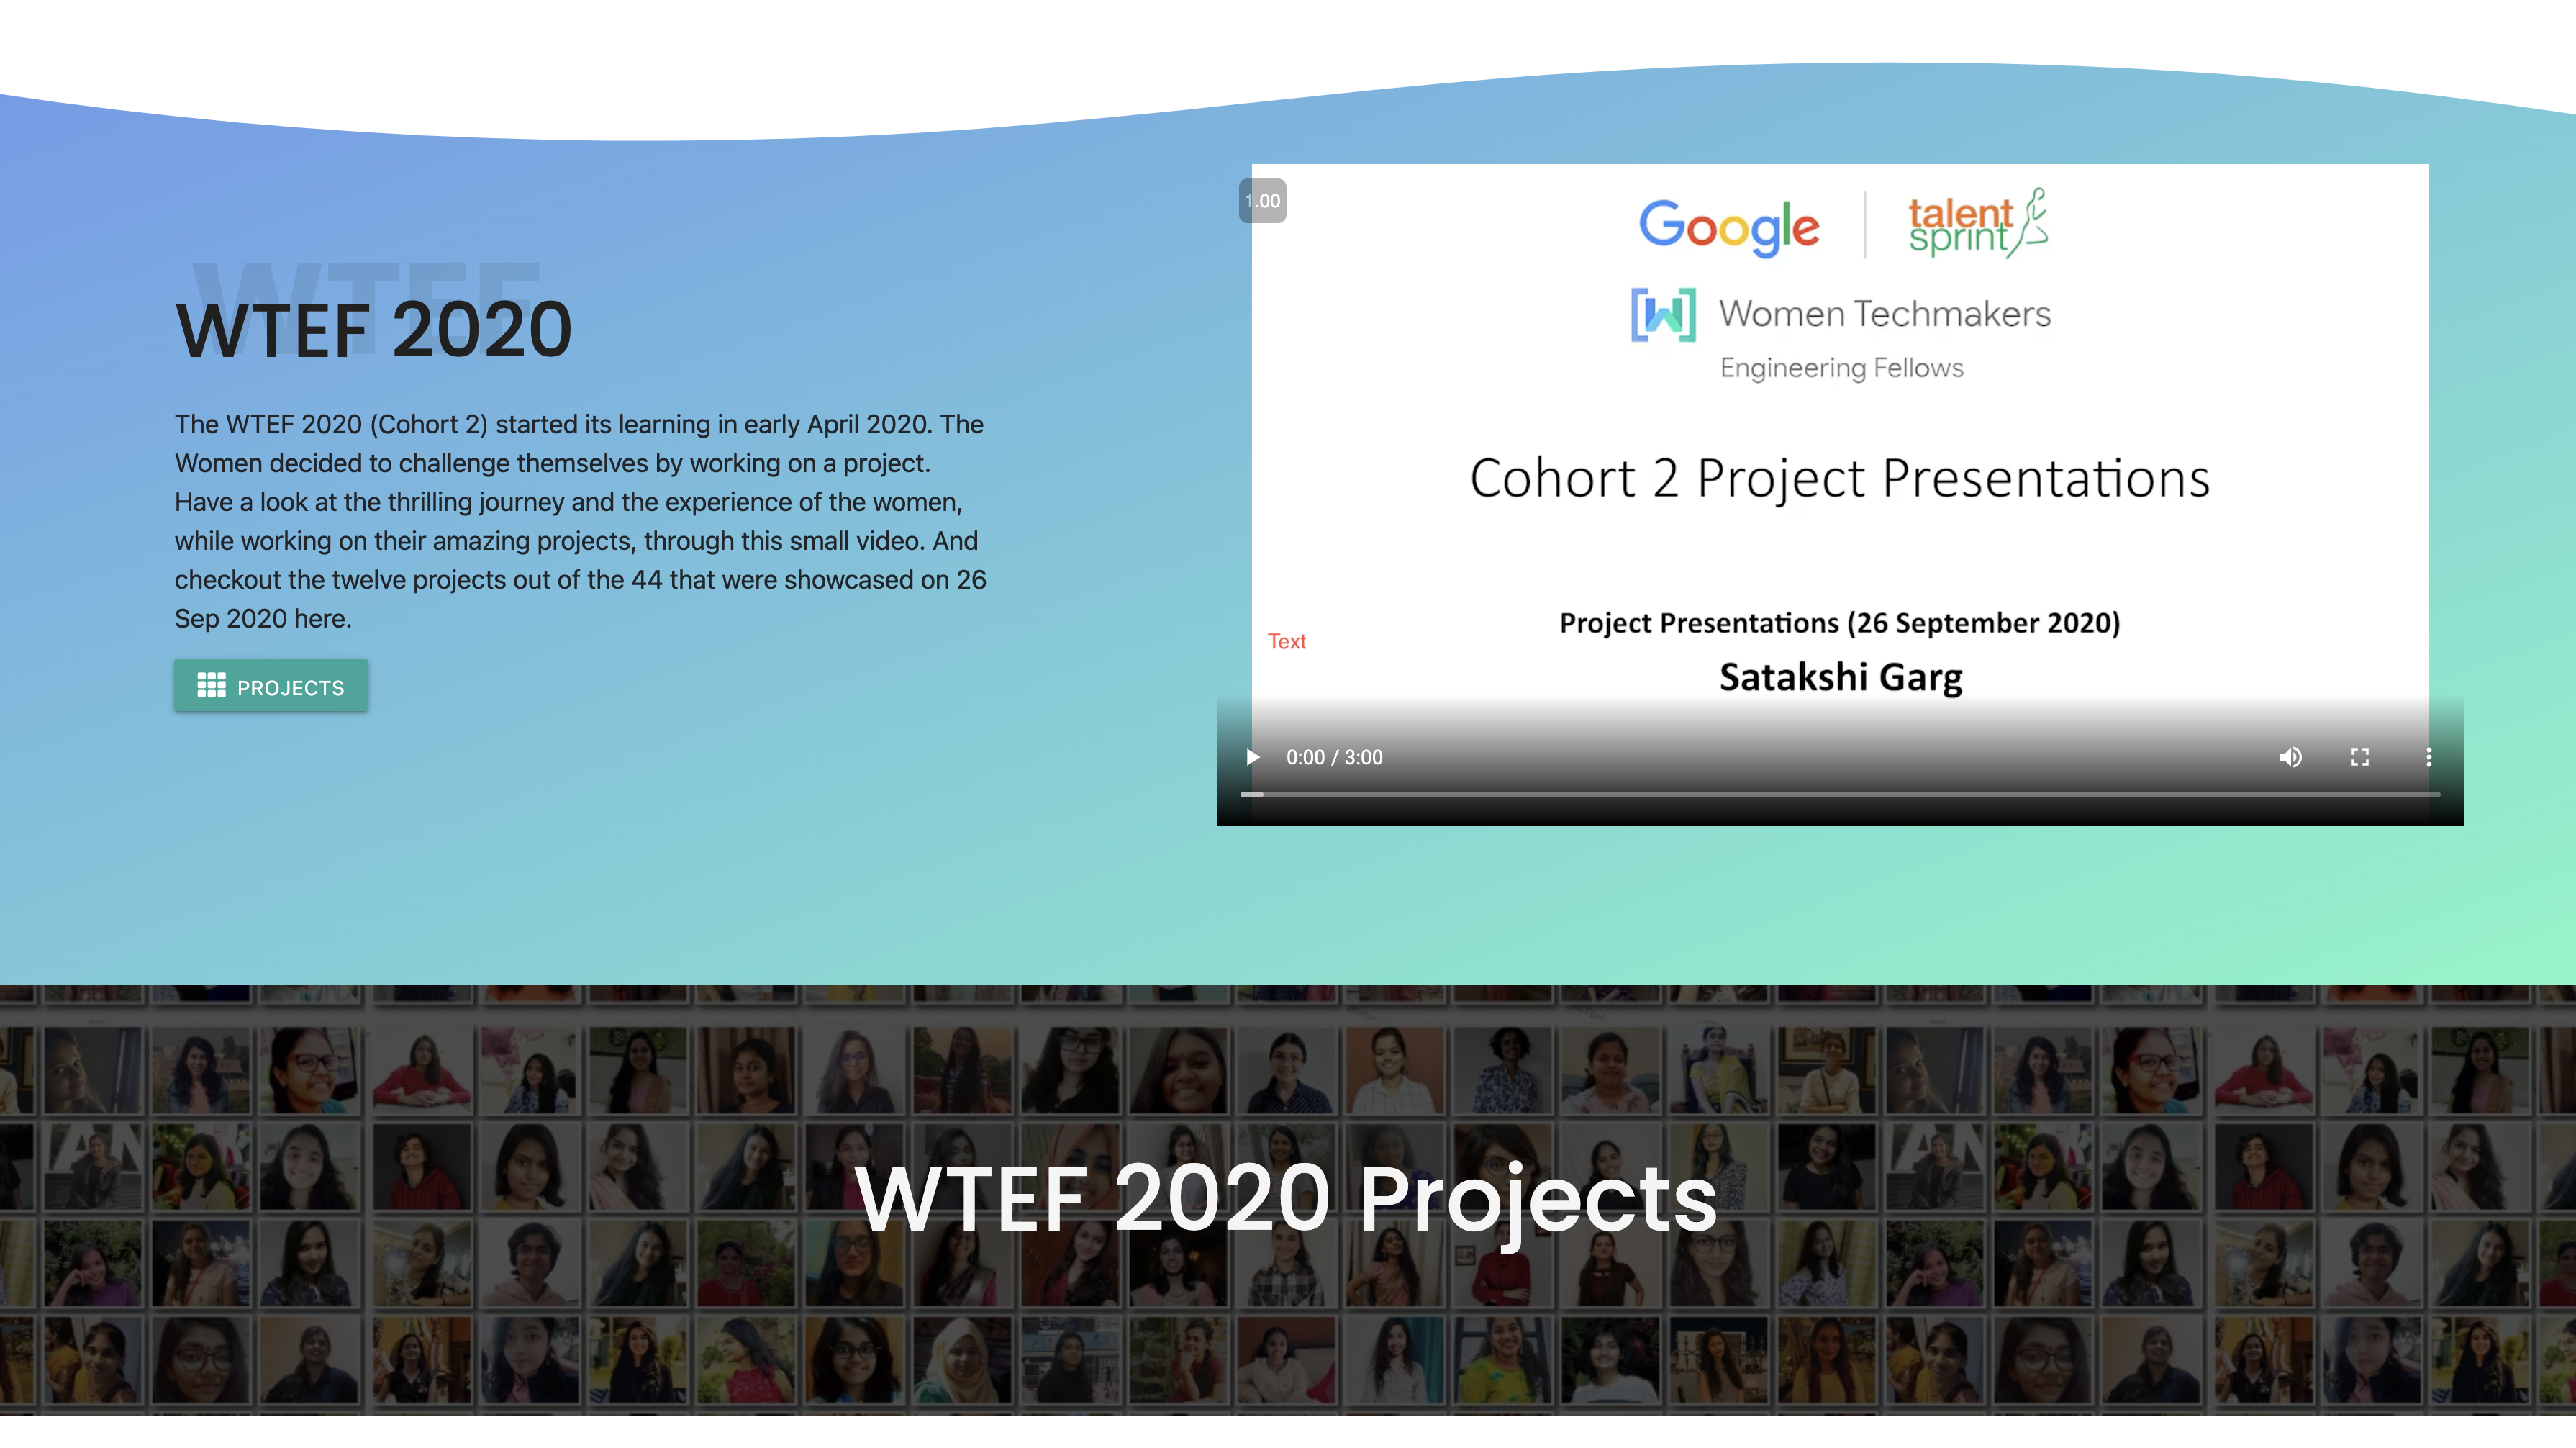 WTEF
WTEF 2020
The WTEF 2020 (Cohort 2) started its learning in early April 2020. The
Women decided to challenge themselves by working on a project.
Have a look at the thrilling journey and the experience of the women,
while working on their amazing projects, through this small video. And
checkout the twelve projects out of the 44 that were showcased on 26
Sep 2020 here.
PROJECTS
1.00
Google
talent
sprint
Women Techmakers
Engineering Fellows
Cohort 2 Project Presentations
Project Presentations (26 September 2020)
Text
Satakshi Garg
0:00 / 3:00
WTEF 2020 Projects